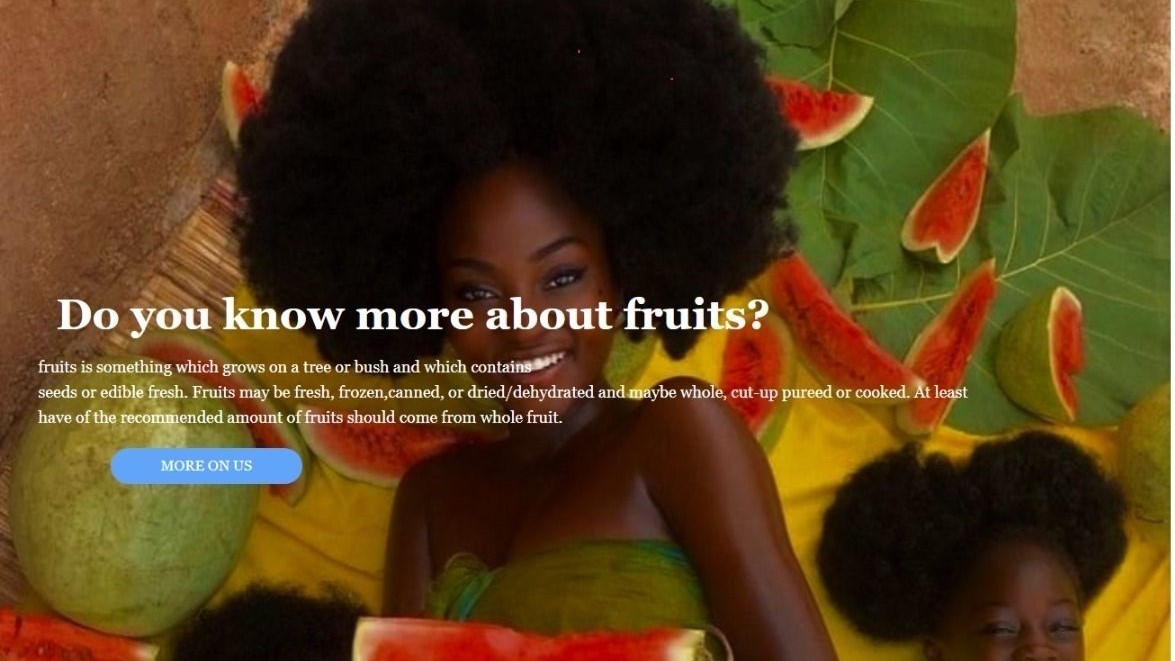 Do you know more about fruits?
fruits is something which grows on a tree or bush and which contains
seeds or edible fresh. Fruits may be fresh, frozen,canned, or dried/dehydrated and maybe whole, cut-up pureed or cooked. At least
have of the recommended amount of fruits should come from whole fruit.
MORE ON US